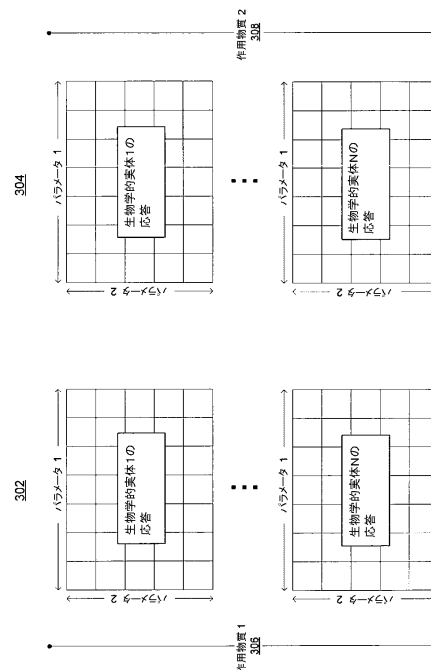 302
304
パラメータ 1
パラメータ 2
生物学的実体1の
応答
パラメータ 1
パラメータ 2
生物学的実体1の
応答
パラメータ 1
パラメータ 2
生物学的実体Nの
応答
パラメータ 1
パラメータ 2
生物学的実体Nの
応答
作用物質 1
306
作用物質 2
308